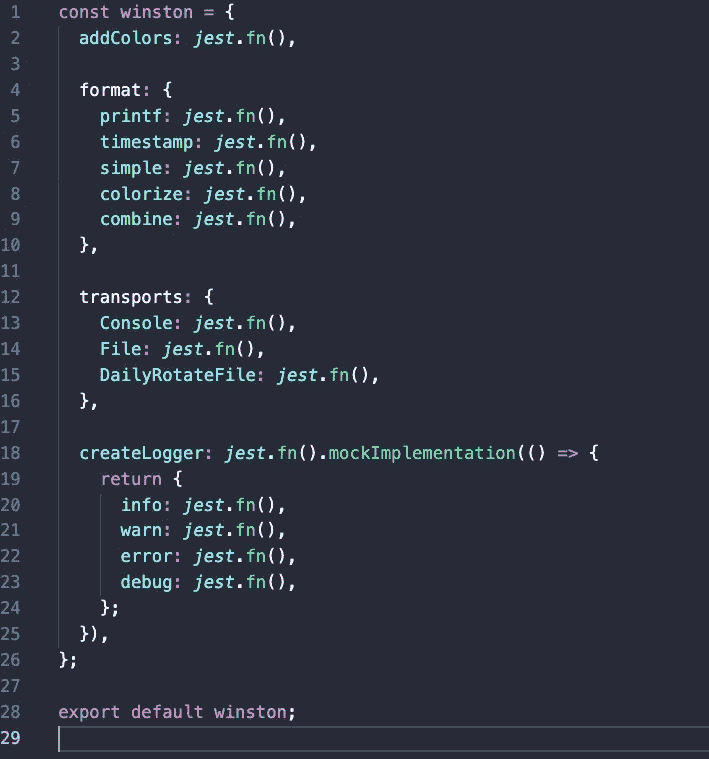 1 const winston = {
2 addColors: jest.fn(),
3
4 format: {
5 printf: jest.fn(),
6 timestamp: jest.fn(),
7 simple: jest.fn(),
8 colorize: jest.fn(),
9 combine: jest.fn(),
10 },
11
12 transports: {
13 Console: jest.fn(),
14 File: jest.fn(),
15 DailyRotateFile: jest.fn(),
16 },
17
18 createLogger: jest.fn().mockImplementation(() => {
19 return {
20 info: jest.fn(),
21 warn: jest.fn(),
22 error: jest.fn(),
23 debug: jest.fn(),
24 };
25 }),
26 };
27
28 export default winston;
29